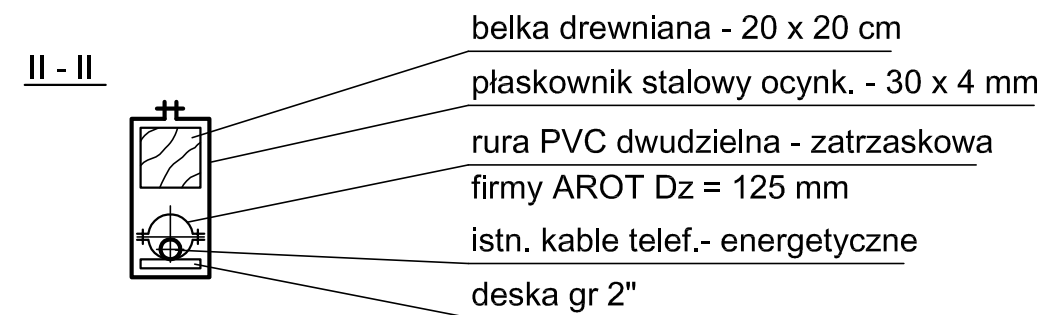 II - II
belka drewniana - 20 x 20 cm
płaskownik stalowy ocynk. - 30 x 4 mm
rura PVC dwudzielna - zatrzaskowa
firmy AROT Dz = 125 mm
istn. kable telef.- energetyczne
deska gr 2"